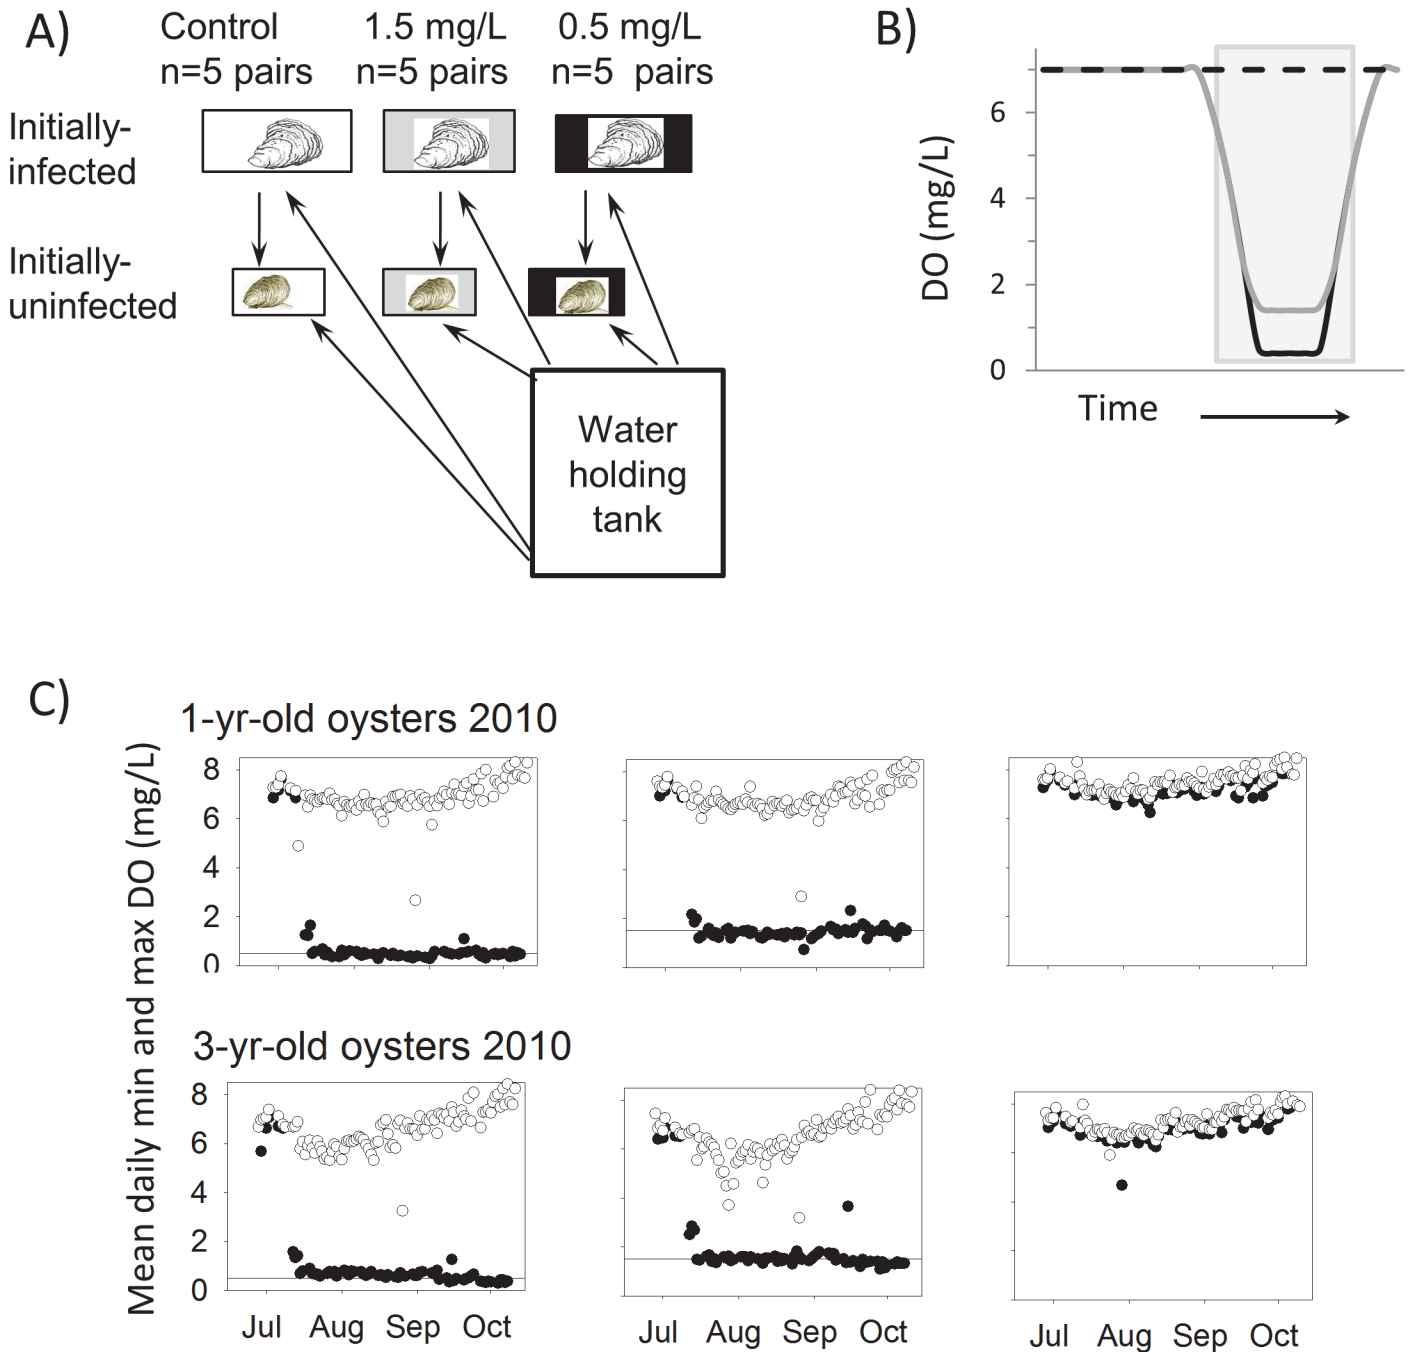 A)
Control
n=5 pairs
1.5 mg/L
n=5 pairs
0.5 mg/L
n=5 pairs
Initially-
infected
Initially-
uninfected
Water
holding
tank
B)
DO (mg/L)
6
4
2
0
Time
C)
Mean daily min and max DO (mg/L)
1-yr-old oysters 2010
8
6
4
2
0
3-yr-old oysters 2010
8
6
4
2
0
Jul Aug Sep Oct
Jul Aug Sep Oct
Jul Aug Sep Oct